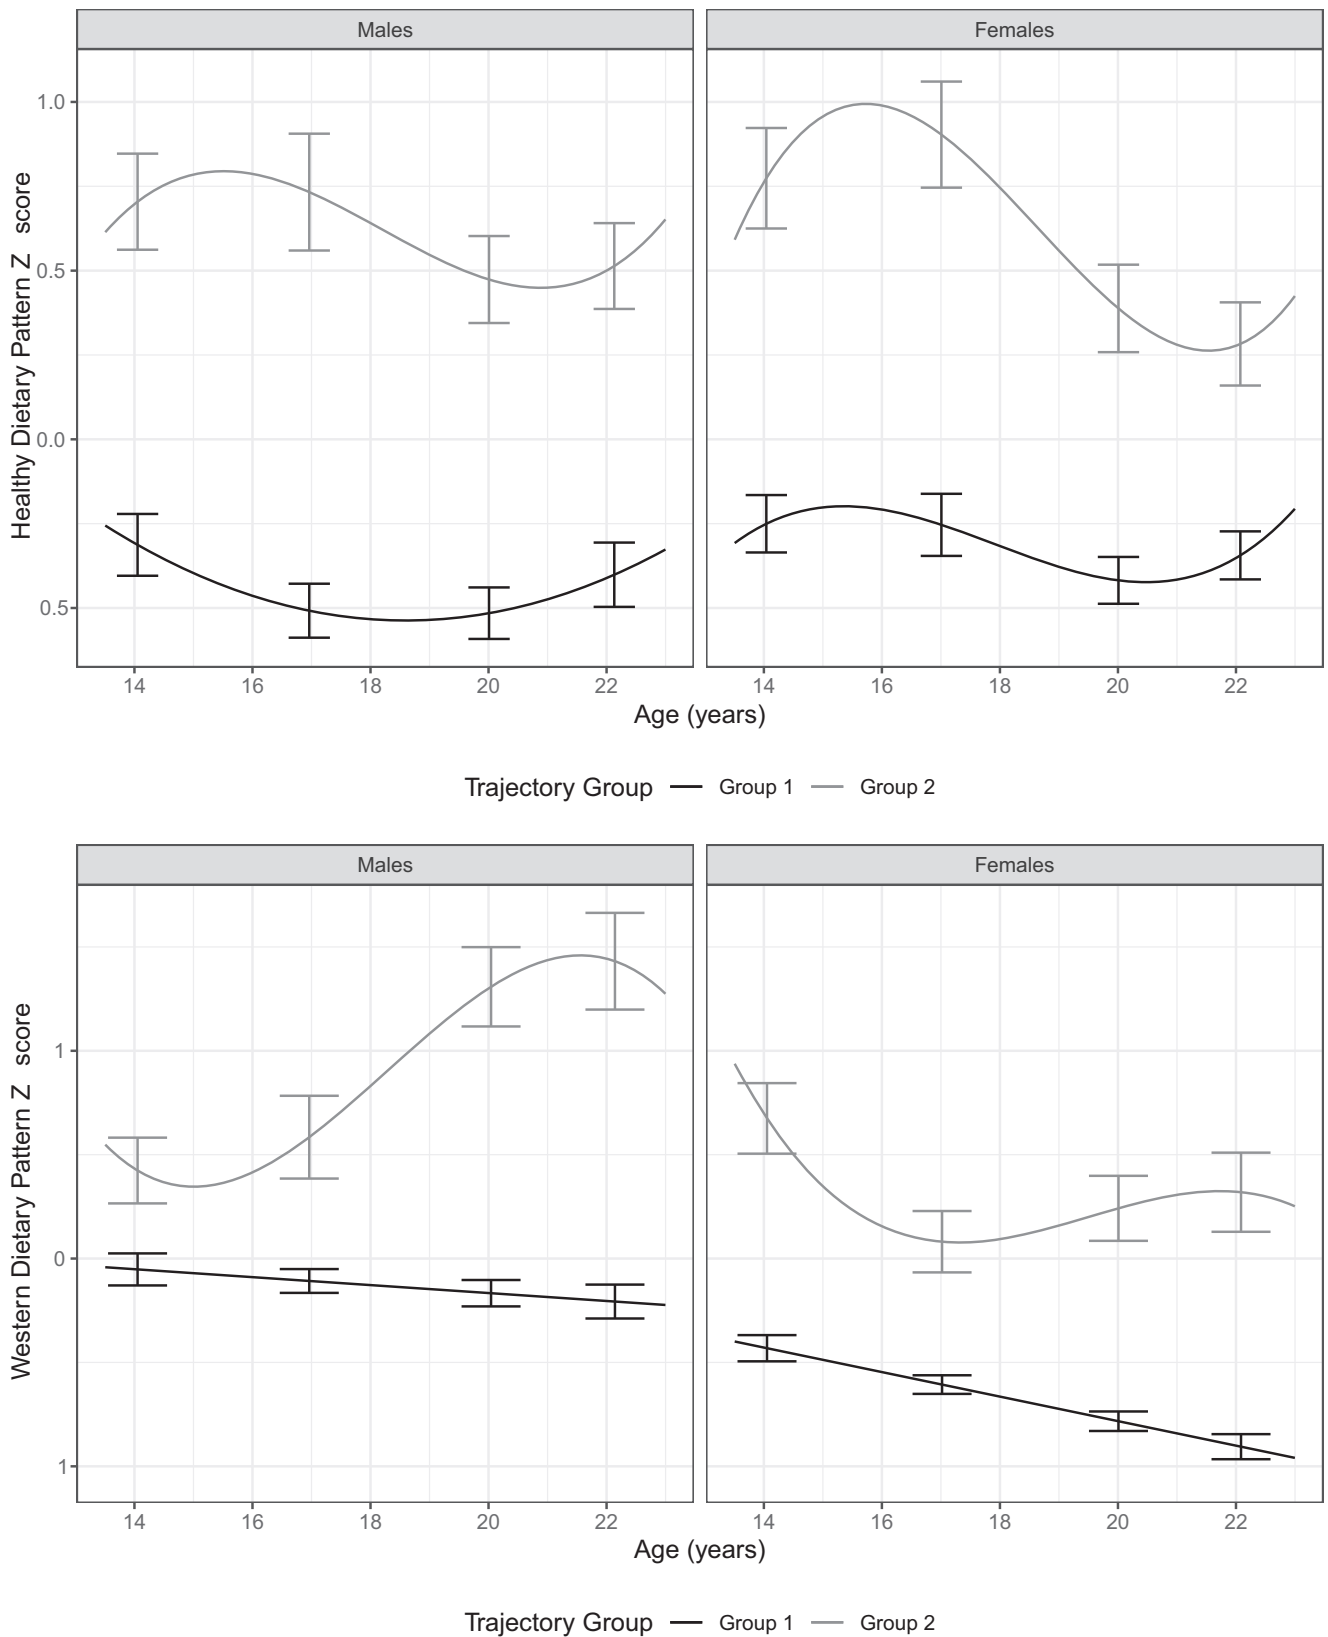 Males Females
Healthy Dietary Pattern Z score
1.0
0.5
0.0
0.5
14 16 18 20 22 14 16 18 20 22
Age (years)
Trajectory Group Group 1 Group 2
Males Females
Western Dietary Pattern Z score
1
0
1
14 16 18 20 22 14 16 18 20 22
Age (years)
Trajectory Group Group 1 Group 2